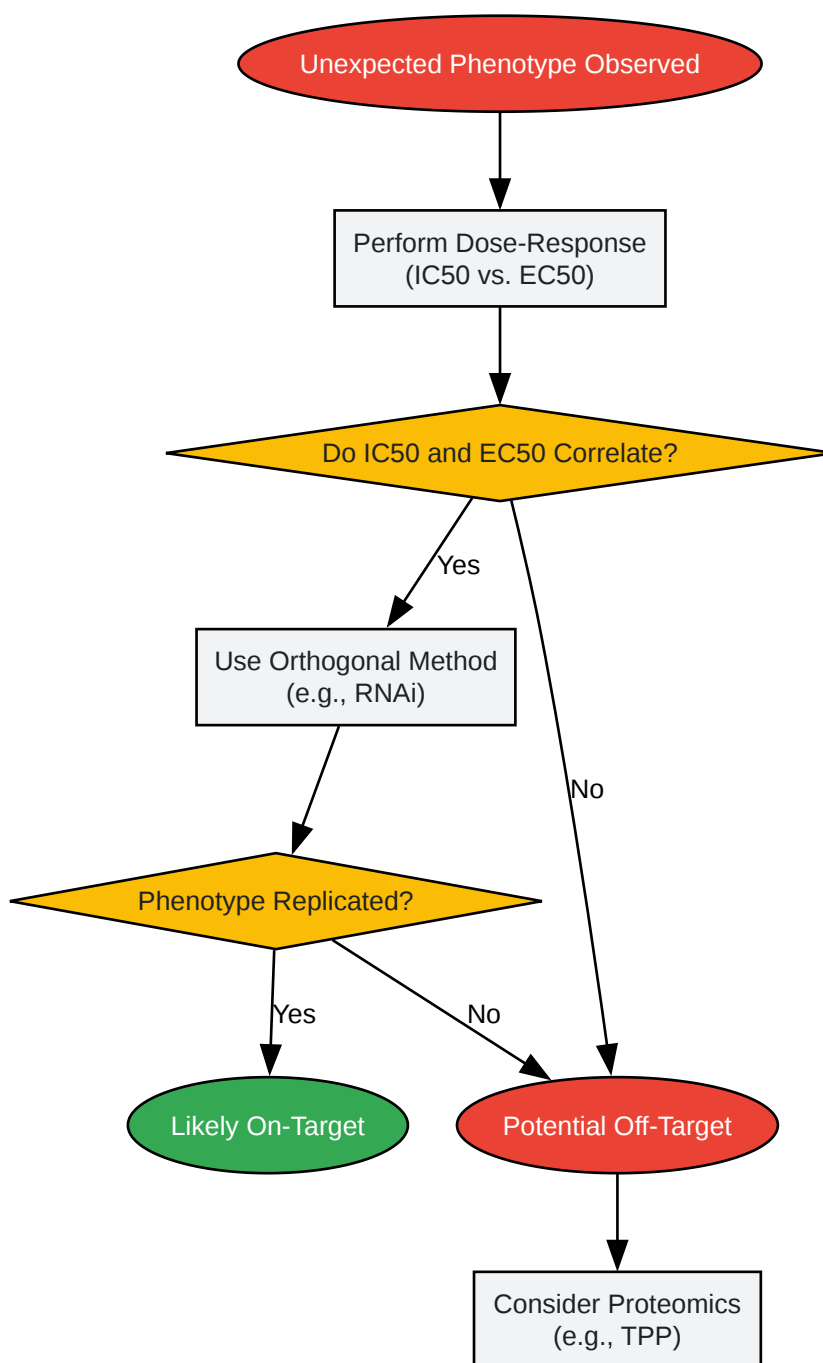 Unexpected Phenotype Observed
Perform Dose-Response
(IC50 vs. EC50)
Do IC50 and EC50 Correlate?
Yes
Use Orthogonal Method
(e.g., RNAi)
No
Phenotype Replicated?
Yes
No
Likely On-Target
Potential Off-Target
Consider Proteomics
(e.g., TPP)